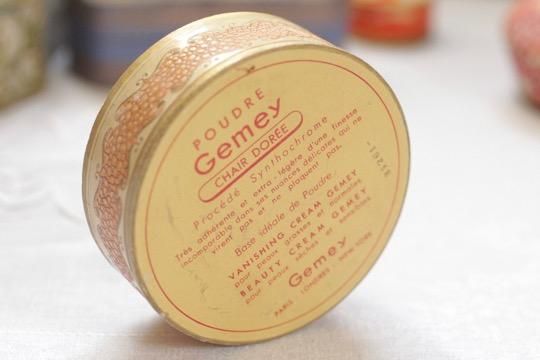 POUDRE
Gemey
CHAIR DORÉE
Procédé Synthochrome
Très adhérente et extra-légère d'une finesse
incomparable dans ses nuances délicates qui ne
virent pas et ne plaquent pas.
Base idéale de Poudre
VANISHING CREAM GEMEY
pour peaux grasses et normales
BEAUTY CREAM GEMEY
pour peaux sèches et sensibles
Gemey
PARIS LONDRES NEW-YORK